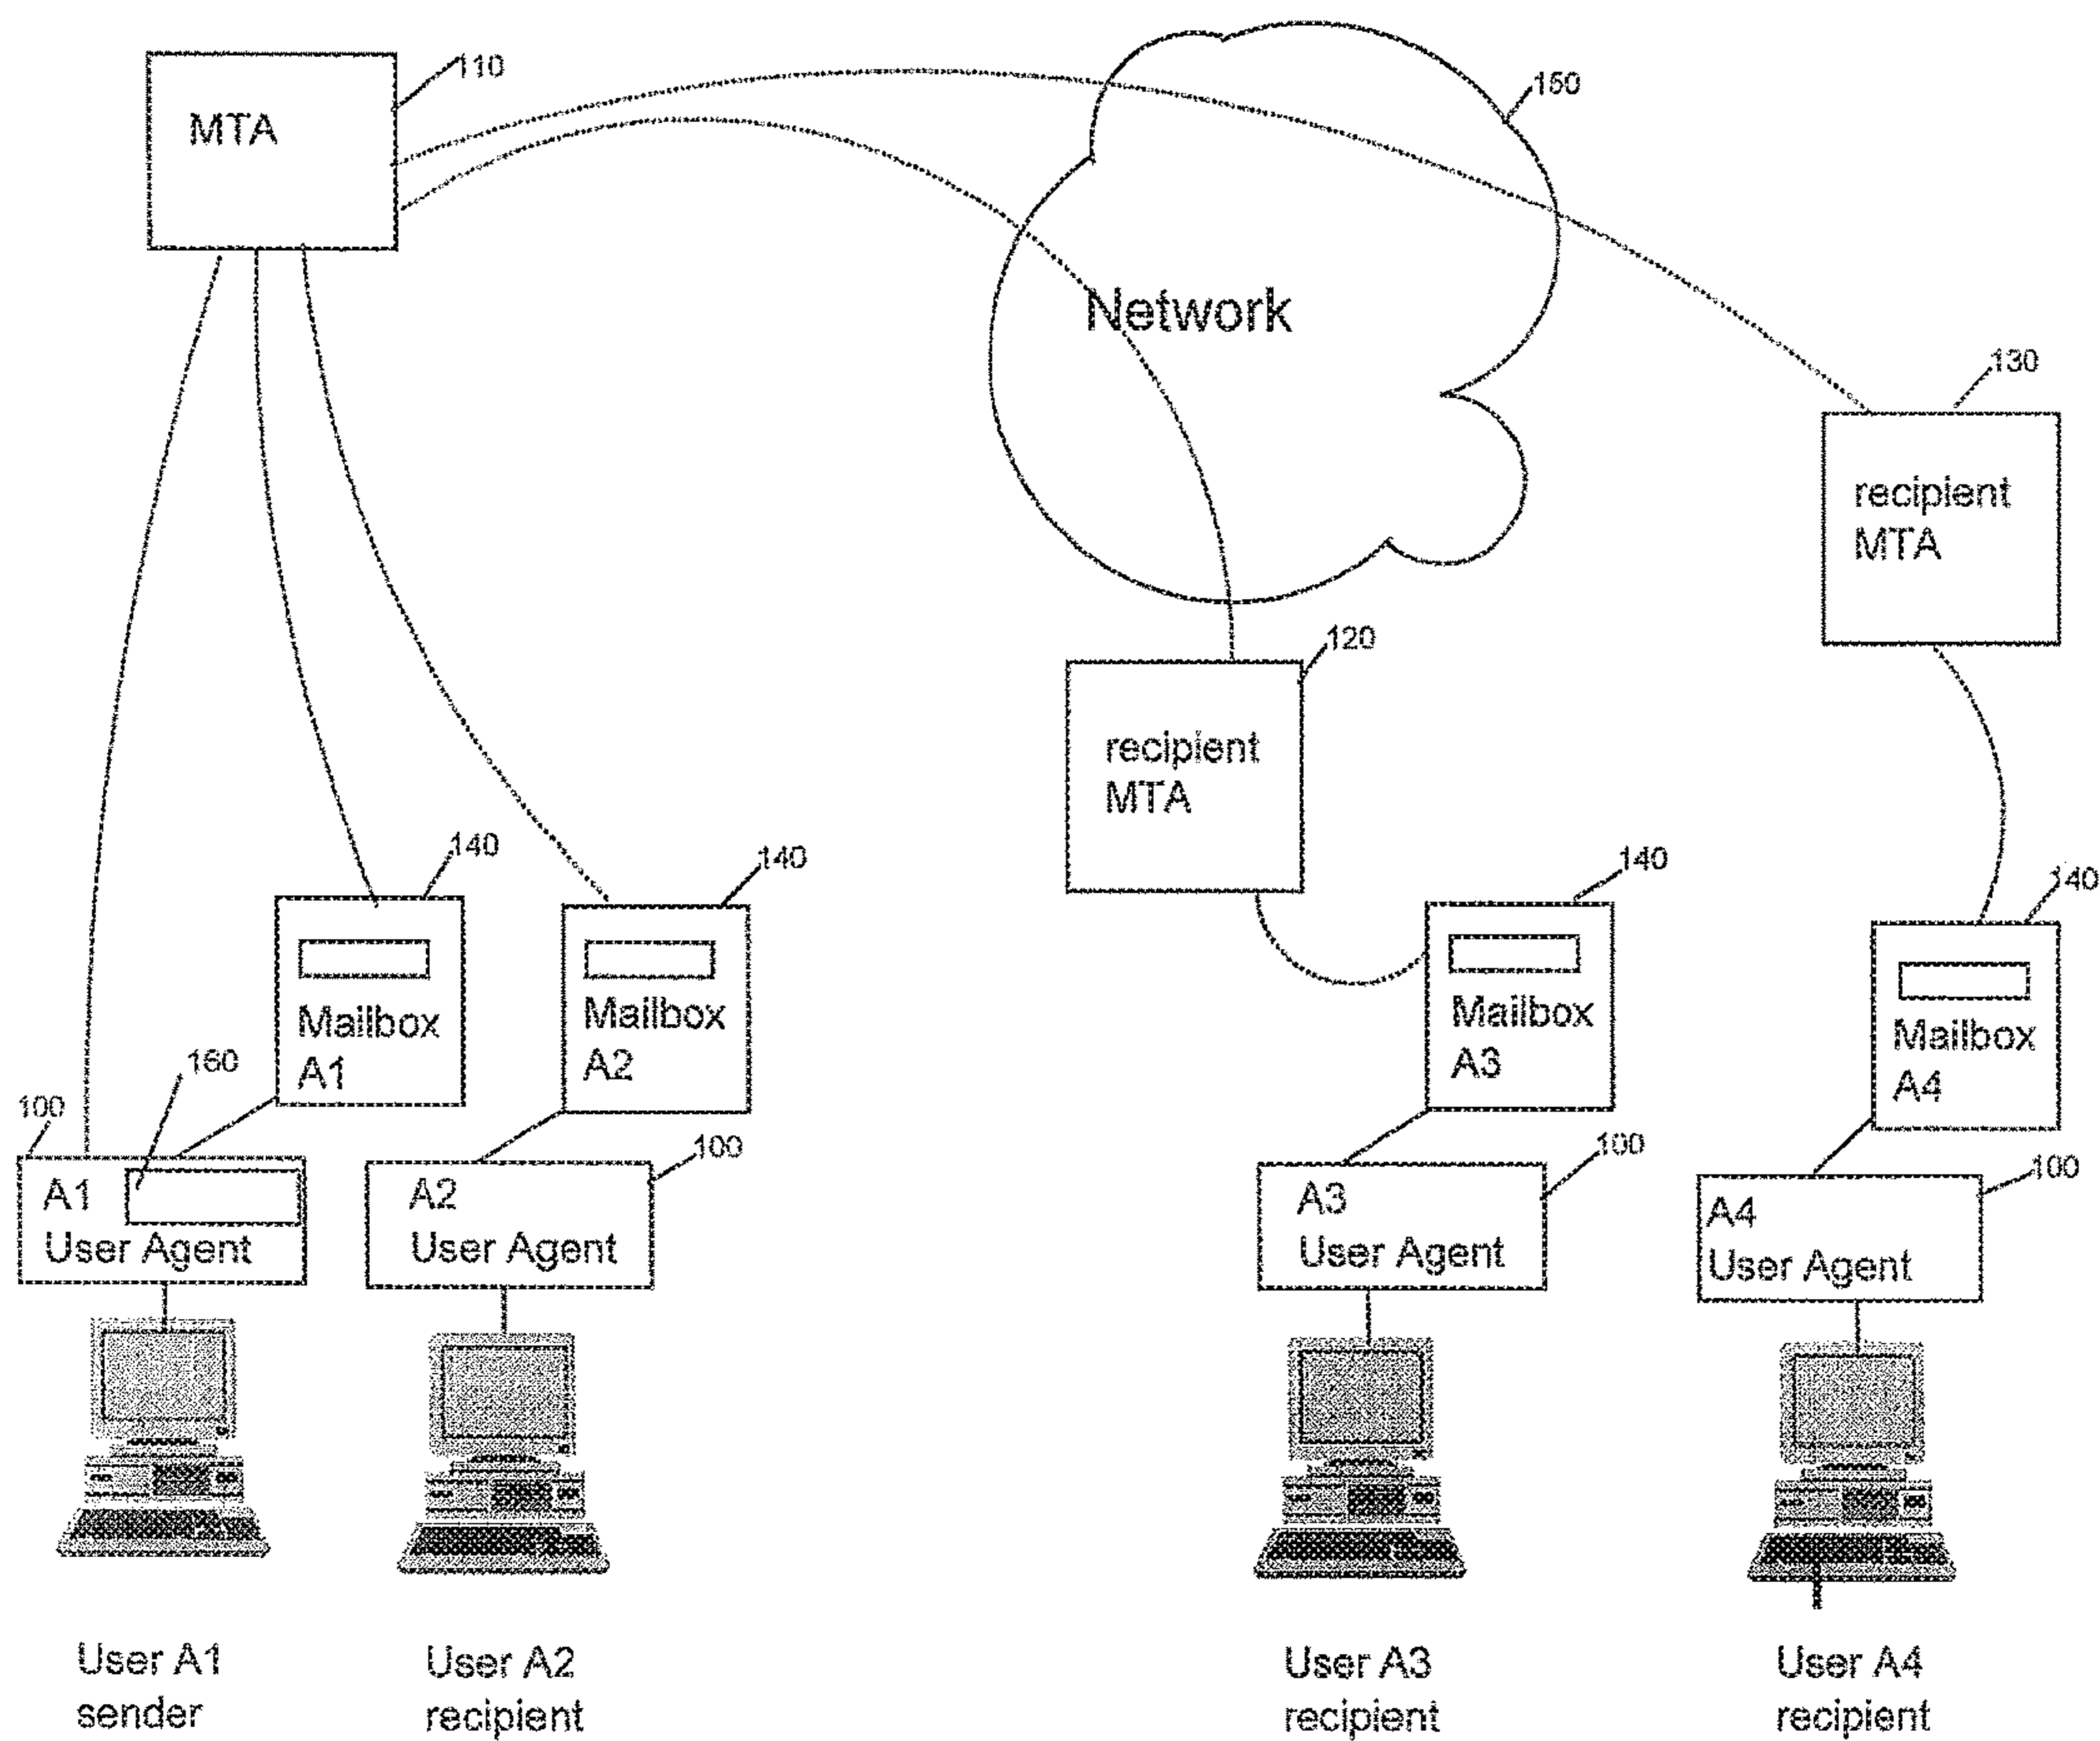 110
150
MTA
Network
130
recipient
MTA
120
recipient
MTA
140
140
140
140
Mailbox
A1
Mailbox
A2
Mailbox
A3
Mailbox
A4
160
100
100
100
100
A1
User Agent
A2
User Agent
A3
User Agent
A4
User Agent
User A1
sender
User A2
recipient
User A3
recipient
User A4
recipient